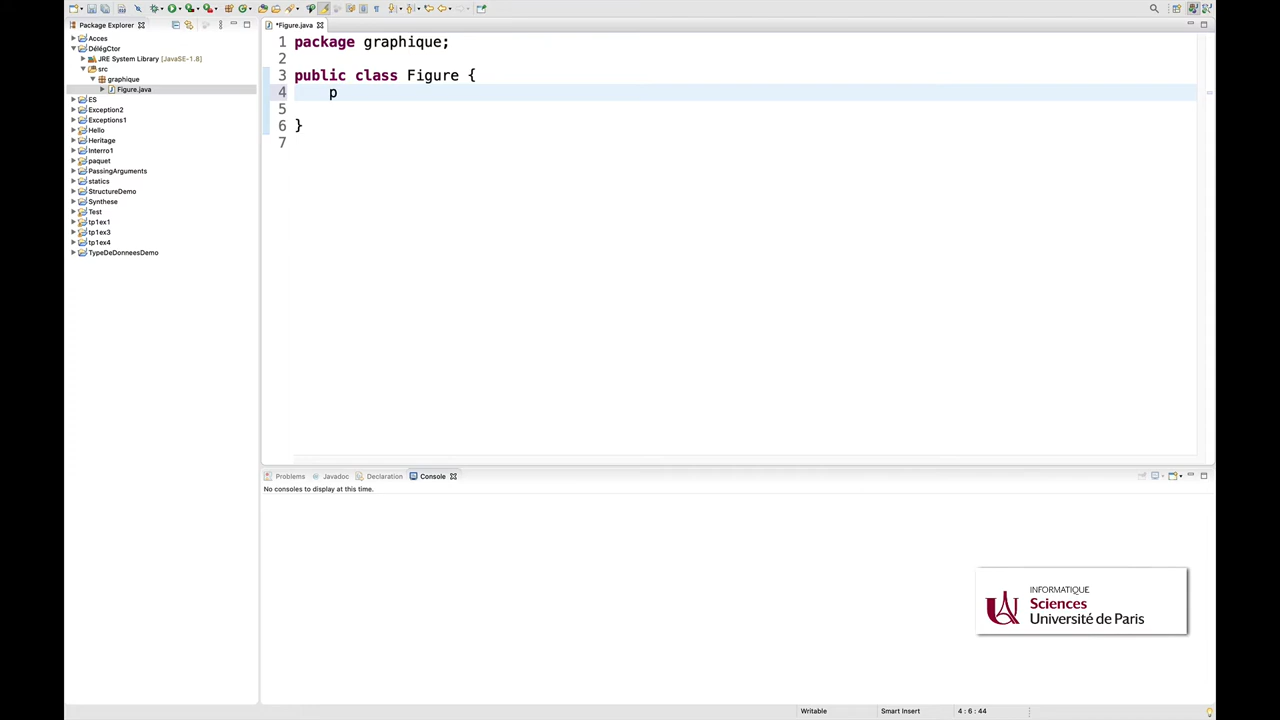 Package Explorer
*Figure.java
Acces
DélégCtor
JRE System Library [JavaSE-1.8]
src
graphique
Figure.java
ES
Exception2
Exceptions1
Hello
Heritage
Interro1
paquet
PassingArguments
statics
StructureDemo
Synthese
Test
tp1ex1
tp1ex3
tp1ex4
TypeDeDonneesDemo
1 package graphique;
2
3 public class Figure {
4 p
5
6 }
7
Problems Javadoc Declaration Console
No consoles to display at this time.
INFORMATIQUE
Sciences
Université de Paris
Writable Smart Insert 4 : 6 : 44